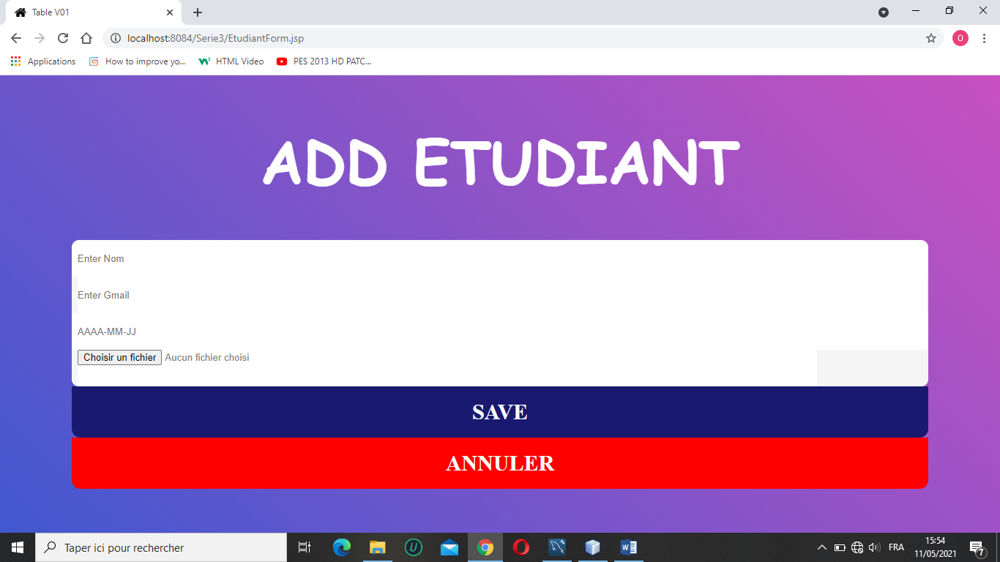 Table V01
localhost:8084/Serie3/EtudiantForm.jsp
O
Applications
How to improve yo...
HTML Video
PES 2013 HD PATC...
ADD ETUDIANT
Enter Nom
Enter Gmail
AAAA-MM-JJ
Choisir un fichier Aucun fichier choisi
SAVE
ANNULER
Taper ici pour rechercher
FRA
15:54
11/05/2021
7